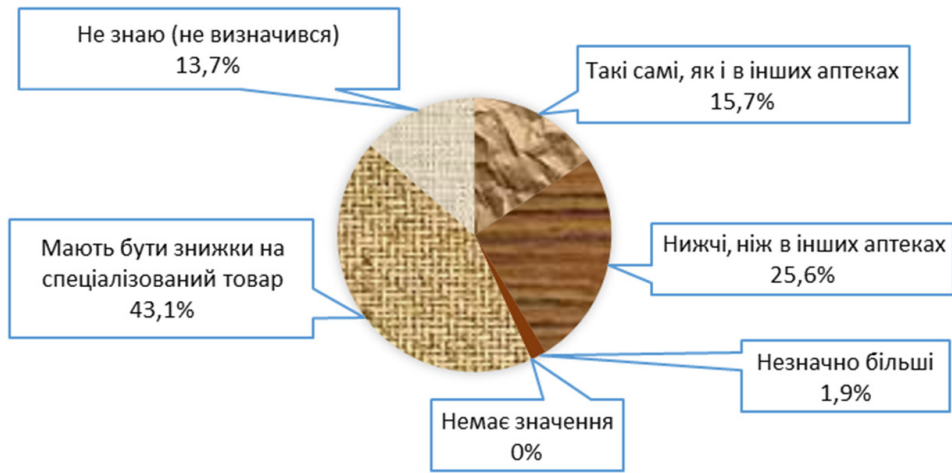 Не знаю (не визначився)
13,7%
Такі самі, як і в інших аптеках
15,7%
Мають бути знижки на
спеціалізований товар
43,1%
Нижчі, ніж в інших аптеках
25,6%
Незначно більші
1,9%
Немає значення
0%